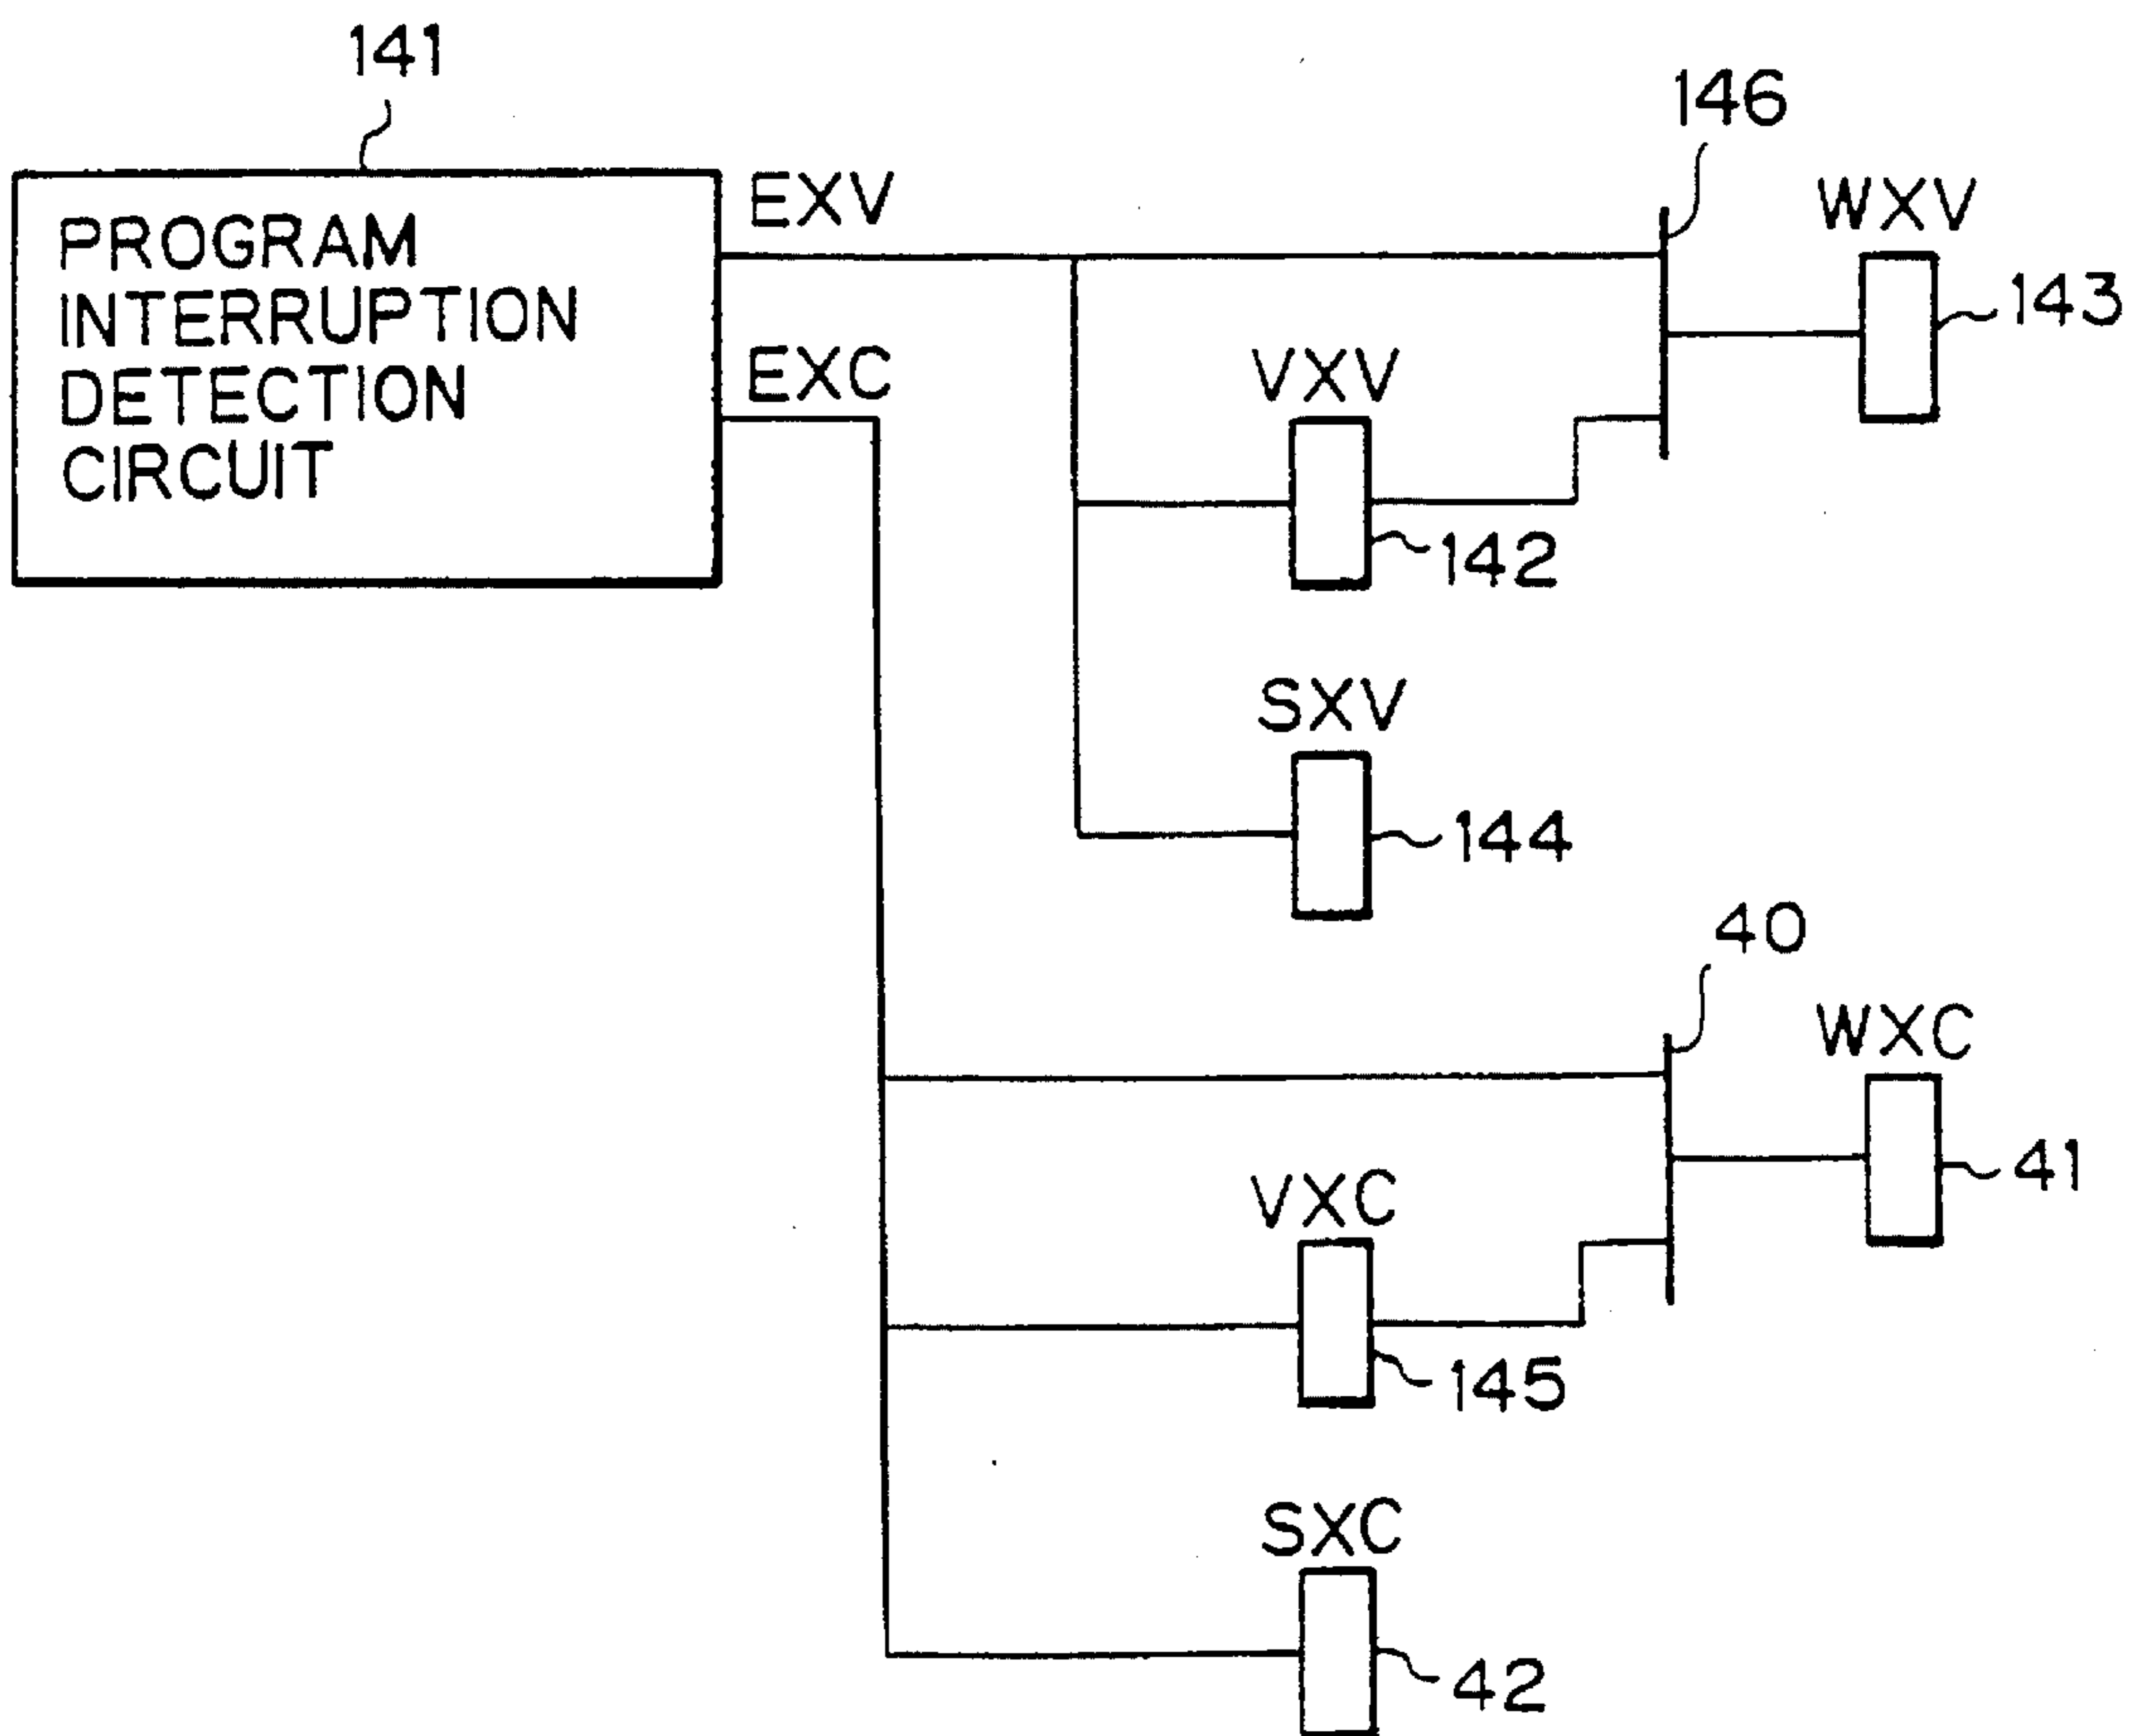 141
146
EXV
WXV
PROGRAM
INTERRUPTION
DETECTION
CIRCUIT
143
EXC
VXV
142
SXV
144
40
WXC
41
VXC
145
SXC
42